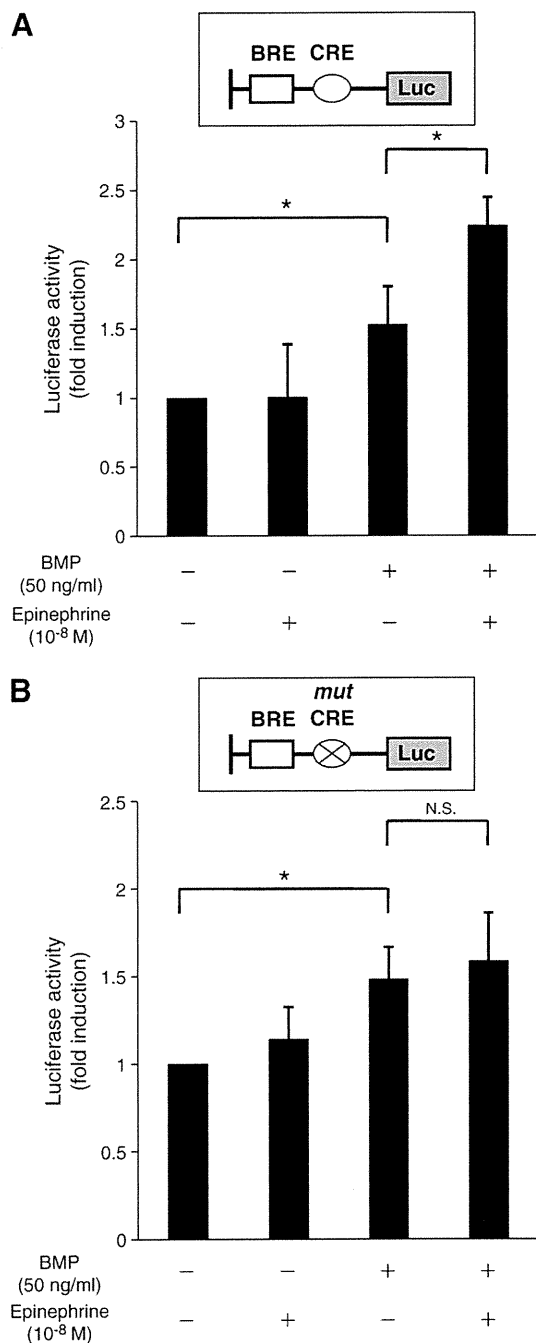 A
BRE CRE
Luc
3
2.5
2
1.5
1
0.5
0
Luciferase activity
(fold induction)
*
*
BMP
(50 ng/ml)
− − + +
Epinephrine
(10-8 M)
− + − +
B
mut
BRE CRE
Luc
2.5
2
1.5
1
0.5
0
Luciferase activity
(fold induction)
*
N.S.
BMP
(50 ng/ml)
− − + +
Epinephrine
(10-8 M)
− + − +